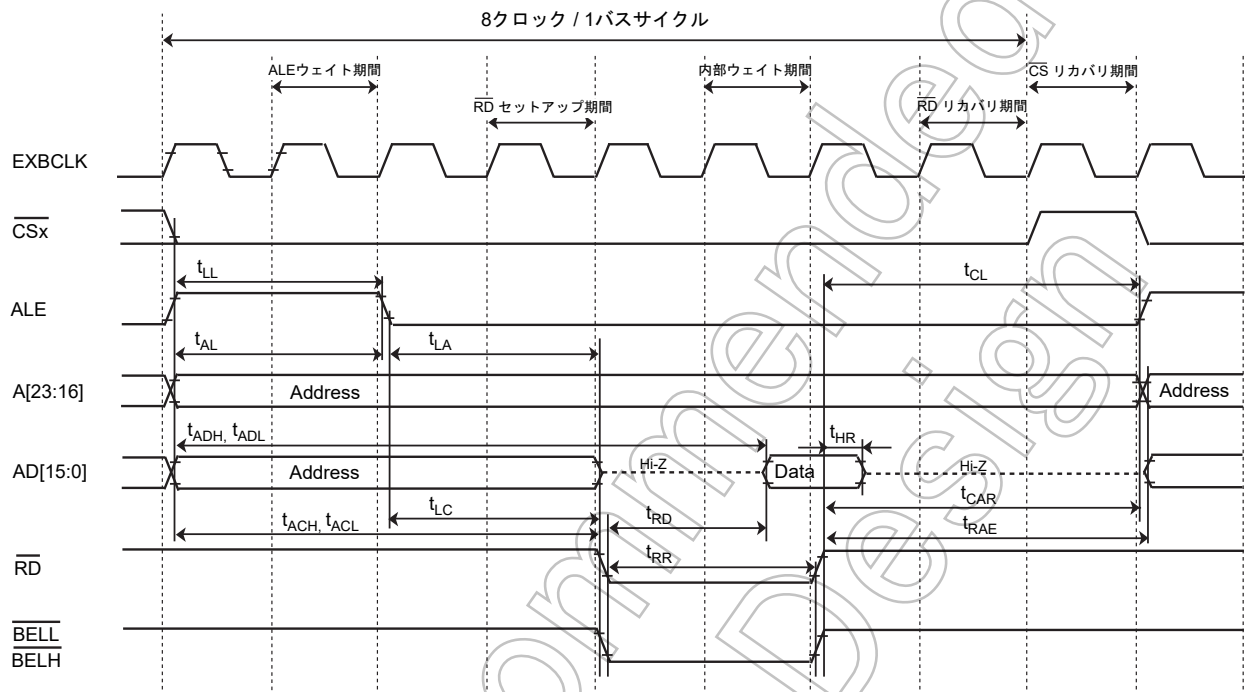 8クロック / 1バスサイクル
ALEウェイト期間
内部ウェイト期間
CS リカバリ期間
RD セットアップ期間
RD リカバリ期間
EXBCLK
CSx
tLL
tCL
ALE
tAL
tLA
A[23:16]
Address
Address
tADH, tADL
tHR
AD[15:0]
Address
Hi-Z
Data
Hi-Z
tLC
tRD
tCAR
tACH, tACL
tRAE
RD
tRR
BELL
BELH
ommended
Design